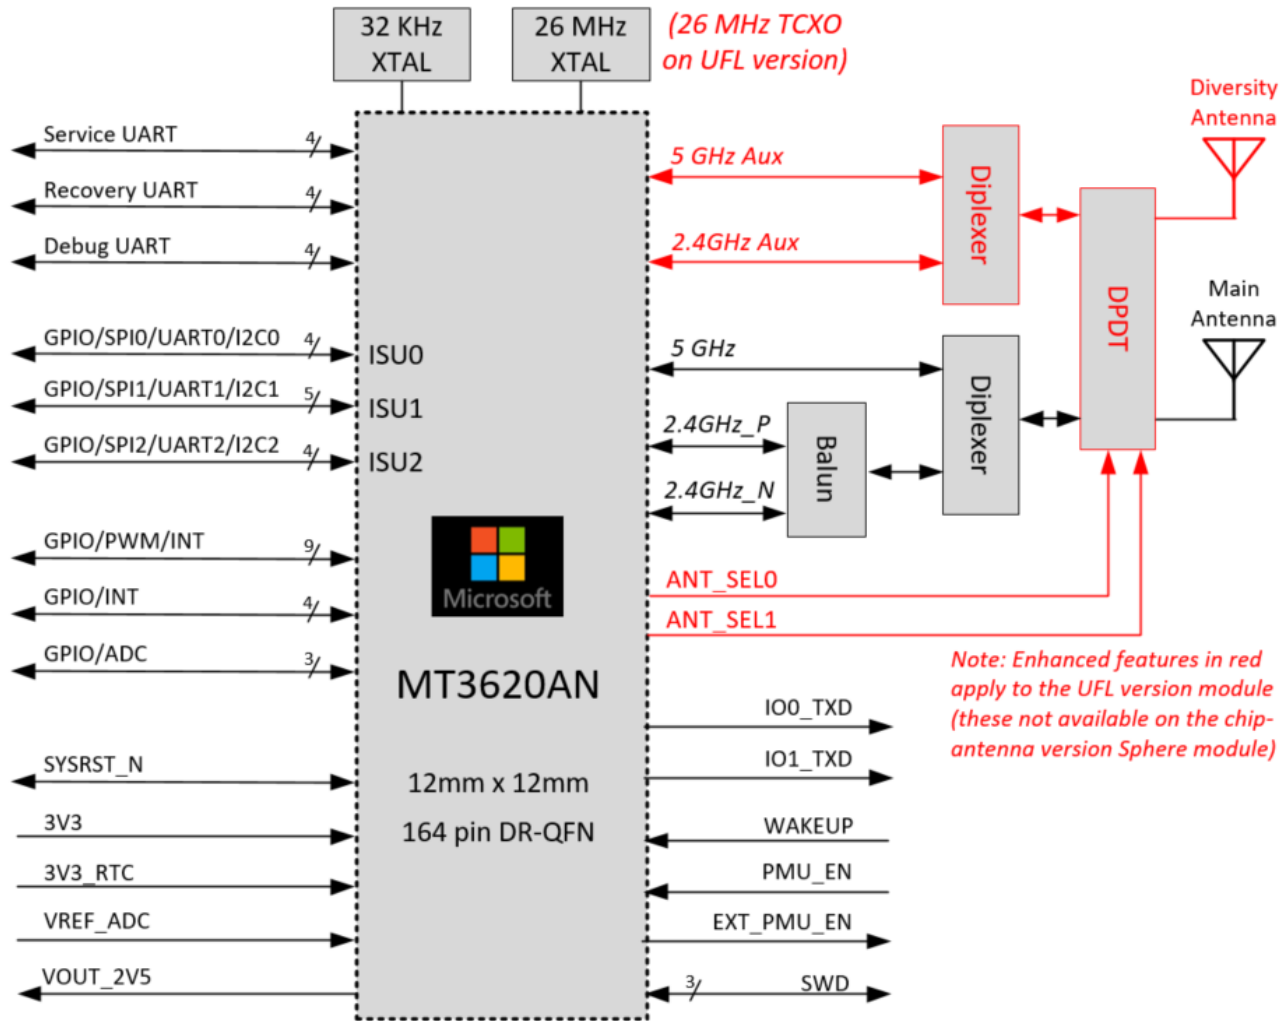 32 KHz
XTAL
26 MHz
XTAL
(26 MHz TCXO
on UFL version)
Service UART
4
Recovery UART
4
Debug UART
4
GPIO/SPI0/UART0/I2C0
4
ISU0
GPIO/SPI1/UART1/I2C1
5
ISU1
GPIO/SPI2/UART2/I2C2
4
ISU2
GPIO/PWM/INT
9
GPIO/INT
4
GPIO/ADC
3
SYSRST_N
3V3
3V3_RTC
VREF_ADC
VOUT_2V5
Microsoft
MT3620AN
12mm x 12mm
164 pin DR-QFN
5 GHz Aux
2.4GHz Aux
Diplexer
5 GHz
2.4GHz_P
2.4GHz_N
Balun
Diplexer
DPDT
Diversity
Antenna
Main
Antenna
ANT_SEL0
ANT_SEL1
Note: Enhanced features in red
apply to the UFL version module
(these not available on the chip-
antenna version Sphere module)
IO0_TXD
IO1_TXD
WAKEUP
PMU_EN
EXT_PMU_EN
3
SWD